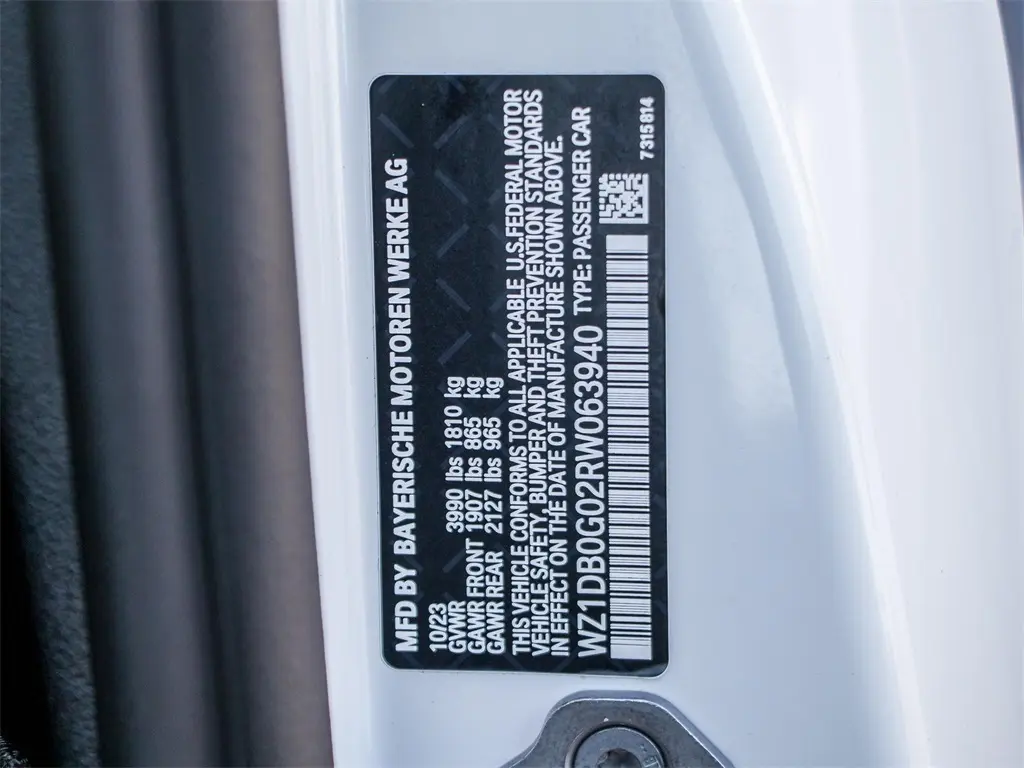 MFD BY BAYERISCHE MOTOREN WERKE AG
10/23
GVWR 3990 lbs 1810 kg
GAWR FRONT 1907 lbs 865 kg
GAWR REAR 2127 lbs 965 kg
THIS VEHICLE CONFORMS TO ALL APPLICABLE U.S.FEDERAL MOTOR
VEHICLE SAFETY, BUMPER AND THEFT PREVENTION STANDARDS
IN EFFECT ON THE DATE OF MANUFACTURE SHOWN ABOVE.
WZ1DB0G02RW063940 TYPE: PASSENGER CAR
7315814